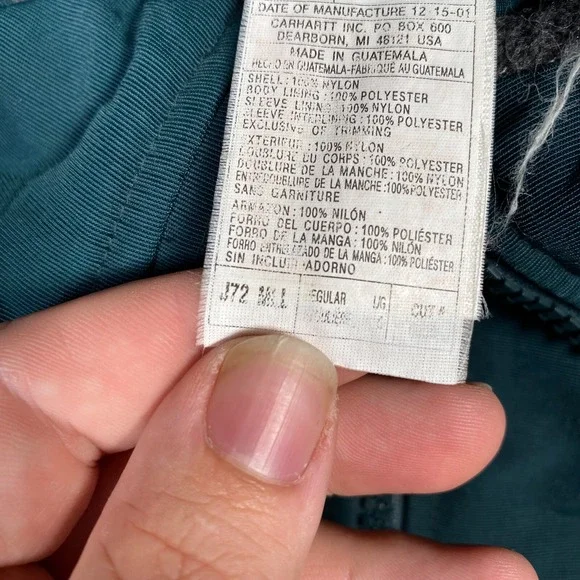 DATE OF MANUFACTURE 12-15-01
CARHARTT INC. PO BOX 600
DEARBORN, MI 48121 USA
MADE IN GUATEMALA
HECHO EN GUATEMALA-FABRIQUÉ AU GUATEMALA
SHELL: 100% NYLON
BODY LINING: 100% POLYESTER
SLEEVE LINING: 100% NYLON
SLEEVE INTERLINING: 100% POLYESTER
EXCLUSIVE OF TRIMMING
EXTERIEUR: 100% NYLON
DOUBLURE DU CORPS: 100% POLYESTER
DOUBLURE DE LA MANCHE: 100% NYLON
ENTREDOUBLURE DE LA MANCHE: 100% POLYESTER
SANS GARNITURE
ARMAZON: 100% NILÓN
FORRO DEL CUERPO: 100% POLIÉSTER
FORRO DE LA MANGA: 100% NILÓN
FORRO ENTRELAZADO DE LA MANGA: 100% POLIÉSTER
SIN INCLUIR ADORNO
J72 REGULAR
CUT#